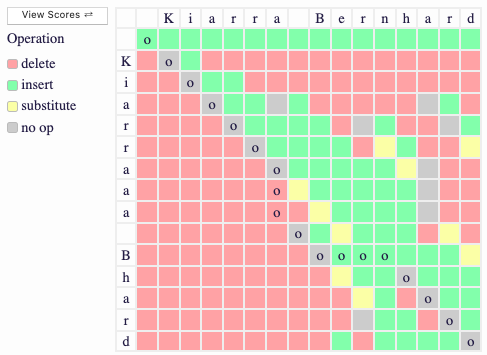 View Scores ⇄
Operation
delete
insert
substitute
no op
K i a r r a B e r n h a r d
o
K o
i o
a o
r o
r o
a o
a o
a o
o
B o o o o
h o
a o
r o
d o